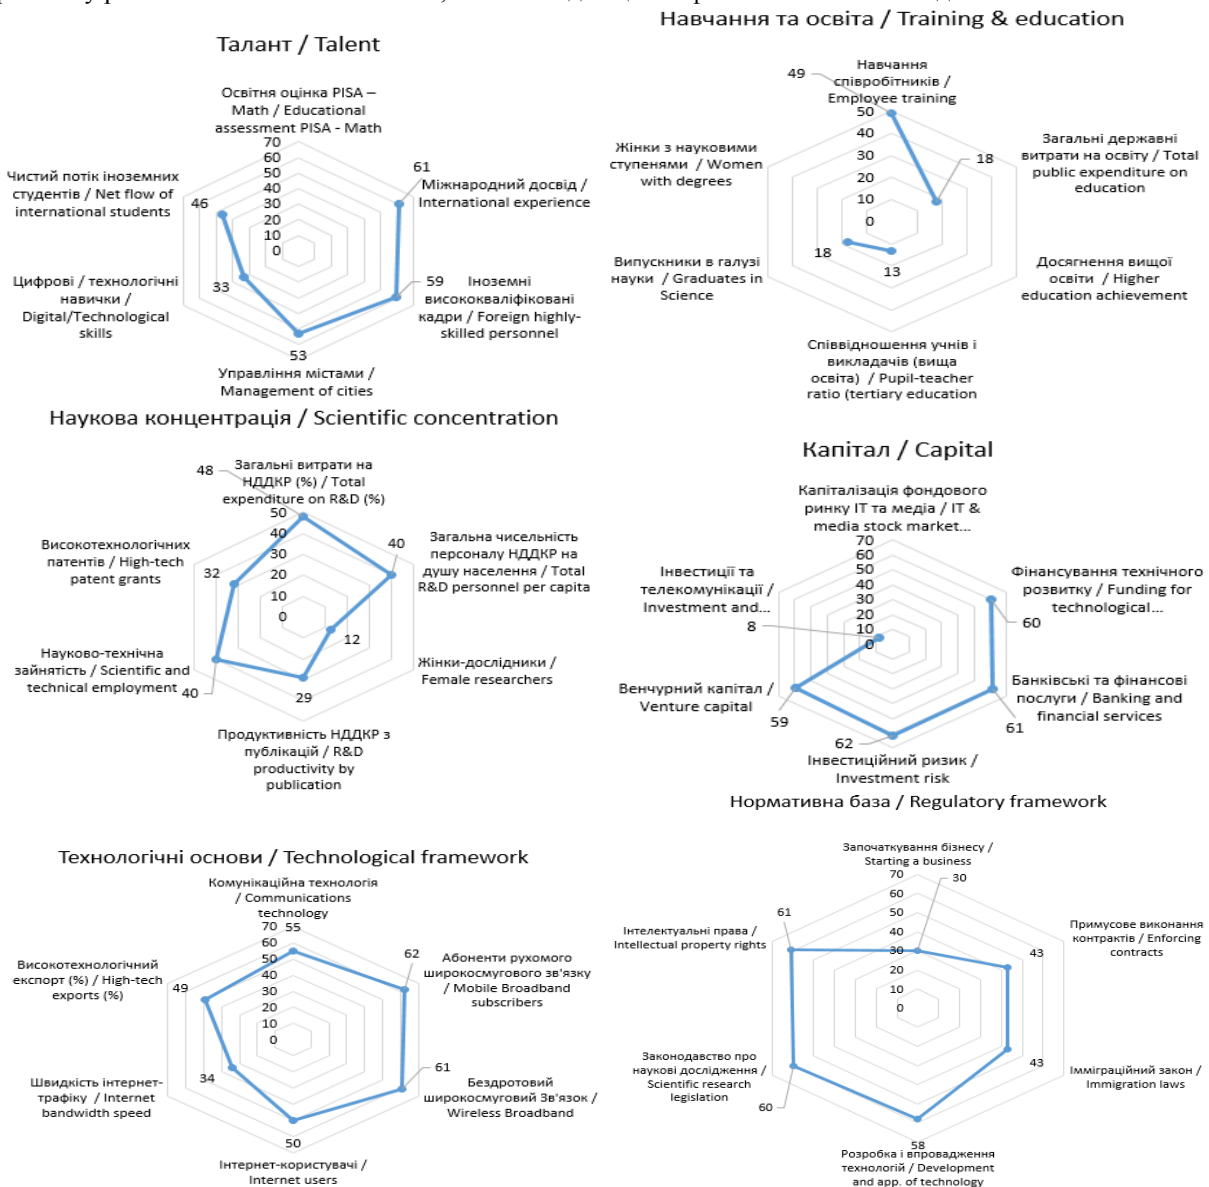 Талант / Talent
Освітня оцінка PISA –
Math / Educational
assessment PISA - Math
70
60
50
40
30
20
10
0
61
Міжнародний досвід /
International experience
59
Іноземні
висококваліфіковані
кадри / Foreign highly-
skilled personnel
53
Управління містами /
Management of cities
33
Цифрові / технологічні
навички /
Digital/Technological
skills
46
Чистий потік іноземних
студентів / Net flow of
international students
Навчання та освіта / Training & education
49
Навчання
співробітників /
Employee training
50
40
30
20
10
0
18
Загальні державні
витрати на освіту / Total
public expenditure on
education
Досягнення вищої
освіти / Higher
education achievement
13
Співвідношення учнів і
викладачів (вища
освіта) / Pupil-teacher
ratio (tertiary education
18
Випускники в галузі
науки / Graduates in
Science
Жінки з науковими
ступенями / Women
with degrees
Наукова концентрація / Scientific concentration
48
Загальні витрати на
НДДКР (%) / Total
expenditure on R&D (%)
50
40
30
20
10
0
40
Загальна чисельність
персоналу НДДКР на
душу населення / Total
R&D personnel per capita
12
Жінки-дослідники /
Female researchers
29
Продуктивність НДДКР з
публікацій / R&D
productivity by
publication
40
Науково-технічна
зайнятість / Scientific and
technical employment
32
Високотехнологічних
патентів / High-tech
patent grants
Капітал / Capital
Капіталізація фондового
ринку ІТ та медіа / IT &
media stock market...
70
60
50
40
30
20
10
0
Фінансування технічного
розвитку / Funding for
technological...
60
Банківські та фінансові
послуги / Banking and
financial services
61
62
Інвестиційний ризик /
Investment risk
59
Венчурний капітал /
Venture capital
8
Інвестиції та
телекомунікації /
Investment and...
Технологічні основи / Technological framework
Комунікаційна технологія
/ Communications
technology
55
70
60
50
40
30
20
10
0
62
Абоненти рухомого
широкосмугового зв'язку
/ Mobile Broadband
subscribers
61
Бездротовий
широкосмуговий Зв'язок /
Wireless Broadband
50
Інтернет-користувачі /
Internet users
34
Швидкість інтернет-
трафіку / Internet
bandwidth speed
49
Високотехнологічний
експорт (%) / High-tech
exports (%)
Нормативна база / Regulatory framework
Започаткування бізнесу /
Starting a business
30
70
60
50
40
30
20
10
0
43
Примусове виконання
контрактів / Enforcing
contracts
43
Імміграційний закон /
Immigration laws
58
Розробка і впровадження
технологій / Development
and app. of technology
60
Законодавство про
наукові дослідження /
Scientific research
legislation
61
Інтелектуальні права /
Intellectual property rights